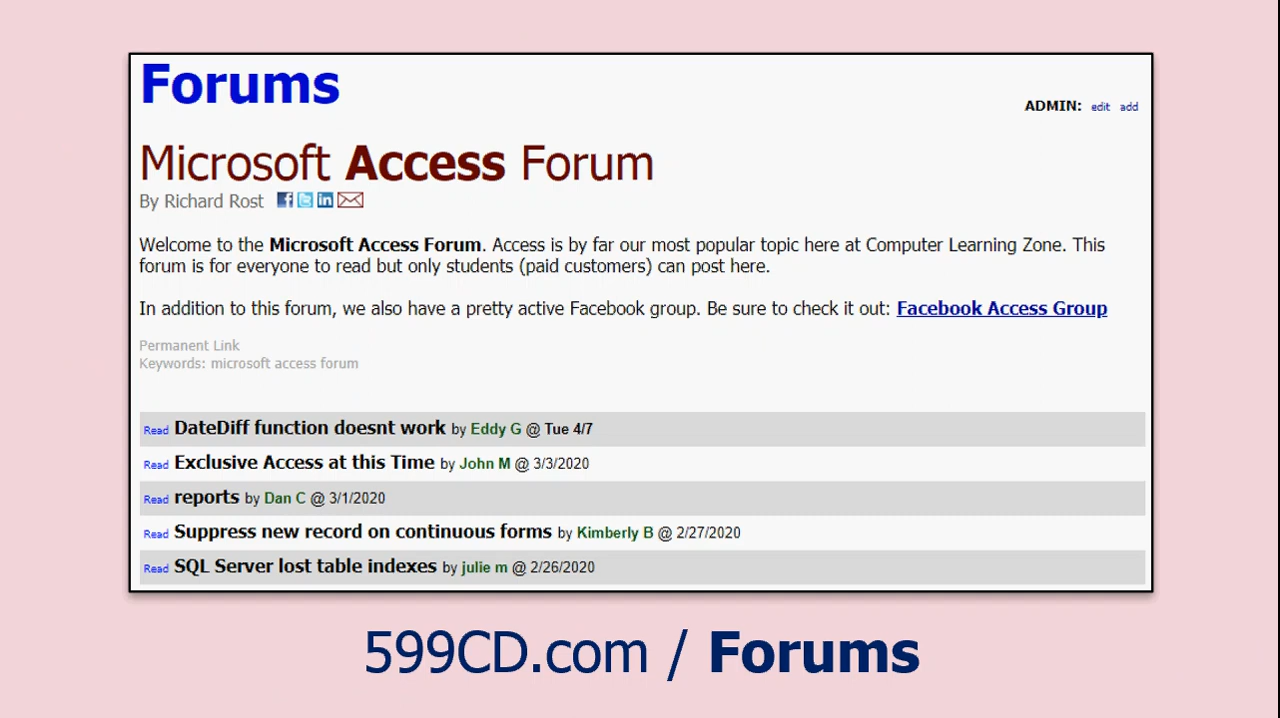 Forums
ADMIN: edit add
Microsoft Access Forum
By Richard Rost
Welcome to the Microsoft Access Forum. Access is by far our most popular topic here at Computer Learning Zone. This
forum is for everyone to read but only students (paid customers) can post here.
In addition to this forum, we also have a pretty active Facebook group. Be sure to check it out: Facebook Access Group
Permanent Link
Keywords: microsoft access forum
Read DateDiff function doesnt work by Eddy G @ Tue 4/7
Read Exclusive Access at this Time by John M @ 3/3/2020
Read reports by Dan C @ 3/1/2020
Read Suppress new record on continuous forms by Kimberly B @ 2/27/2020
Read SQL Server lost table indexes by julie m @ 2/26/2020
599CD.com / Forums